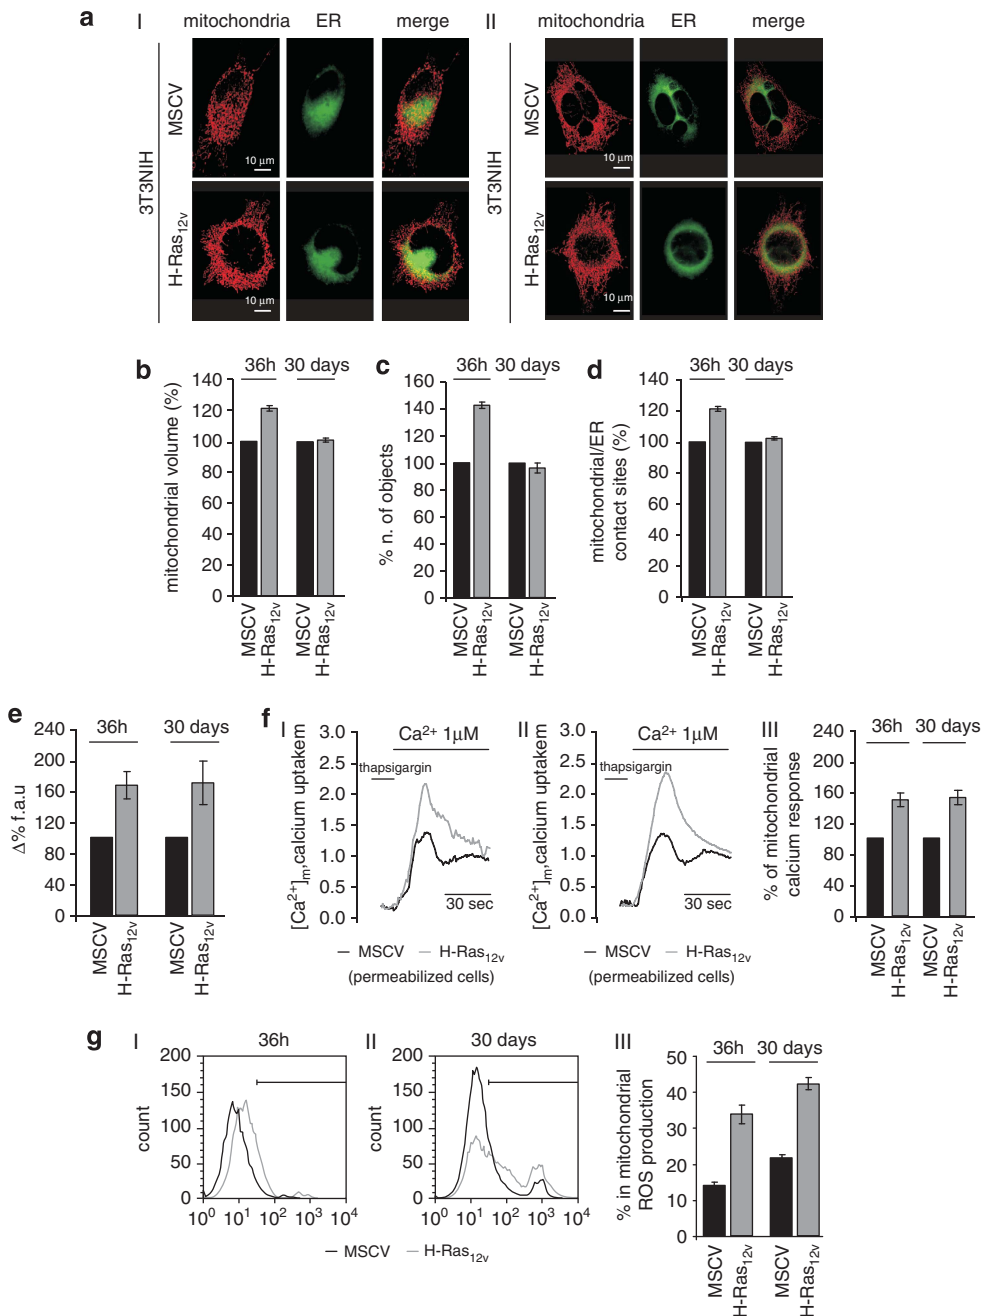 a I mitochondria ER merge II mitochondria ER merge
3T3NIH
MSCV
H-Ras12v
10 µm
10 µm
3T3NIH
MSCV
H-Ras12v
10 µm
10 µm
b
36h 30 days
mitochondrial volume (%)
140
120
100
80
60
40
20
0
MSCV
H-Ras12v
MSCV
H-Ras12v
c
36h 30 days
% n. of objects
160
140
120
100
80
60
40
20
0
MSCV
H-Ras12v
MSCV
H-Ras12v
d
36h 30 days
mitochondrial/ER
contact sites (%)
140
120
100
80
60
40
20
0
MSCV
H-Ras12v
MSCV
H-Ras12v
e
36h 30 days
Δ% f.a.u
240
200
160
120
80
40
0
MSCV
H-Ras12v
MSCV
H-Ras12v
f I
[Ca²⁺]m,calcium uptakem
Ca²⁺ 1µM
thapsigargin
3.0
2.5
2.0
1.5
1.0
0.5
0.0
30 sec
MSCV H-Ras12v
(permeabilized cells)
II
[Ca²⁺]m,calcium uptakem
Ca²⁺ 1µM
thapsigargin
3.0
2.5
2.0
1.5
1.0
0.5
0.0
30 sec
MSCV H-Ras12v
(permeabilized cells)
III
36h 30 days
% of mitochondrial
calcium response
240
200
160
120
80
40
0
MSCV
H-Ras12v
MSCV
H-Ras12v
g I 36h
count
200
150
100
50
0
10⁰ 10¹ 10² 10³ 10⁴
II 30 days
count
200
150
100
50
0
10⁰ 10¹ 10² 10³ 10⁴
MSCV H-Ras12v
III
36h 30 days
% in mitochondrial
ROS production
50
40
30
20
10
0
MSCV
H-Ras12v
MSCV
H-Ras12v